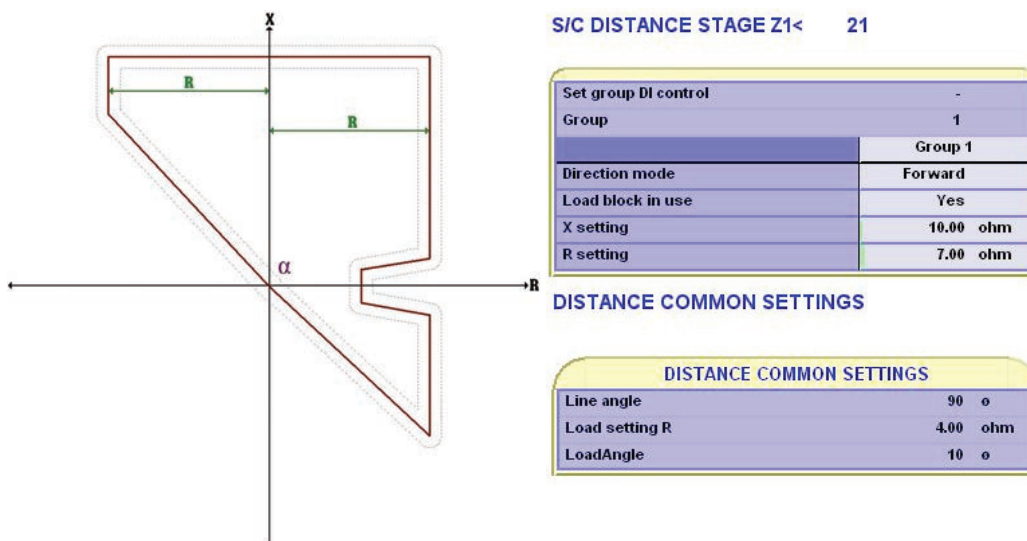 X
R
R
α
R
S/C DISTANCE STAGE Z1< 21
Set group DI control -
Group 1
Group 1
Direction mode Forward
Load block in use Yes
X setting 10.00 ohm
R setting 7.00 ohm
DISTANCE COMMON SETTINGS
DISTANCE COMMON SETTINGS
Line angle 90 ø
Load setting R 4.00 ohm
LoadAngle 10 ø